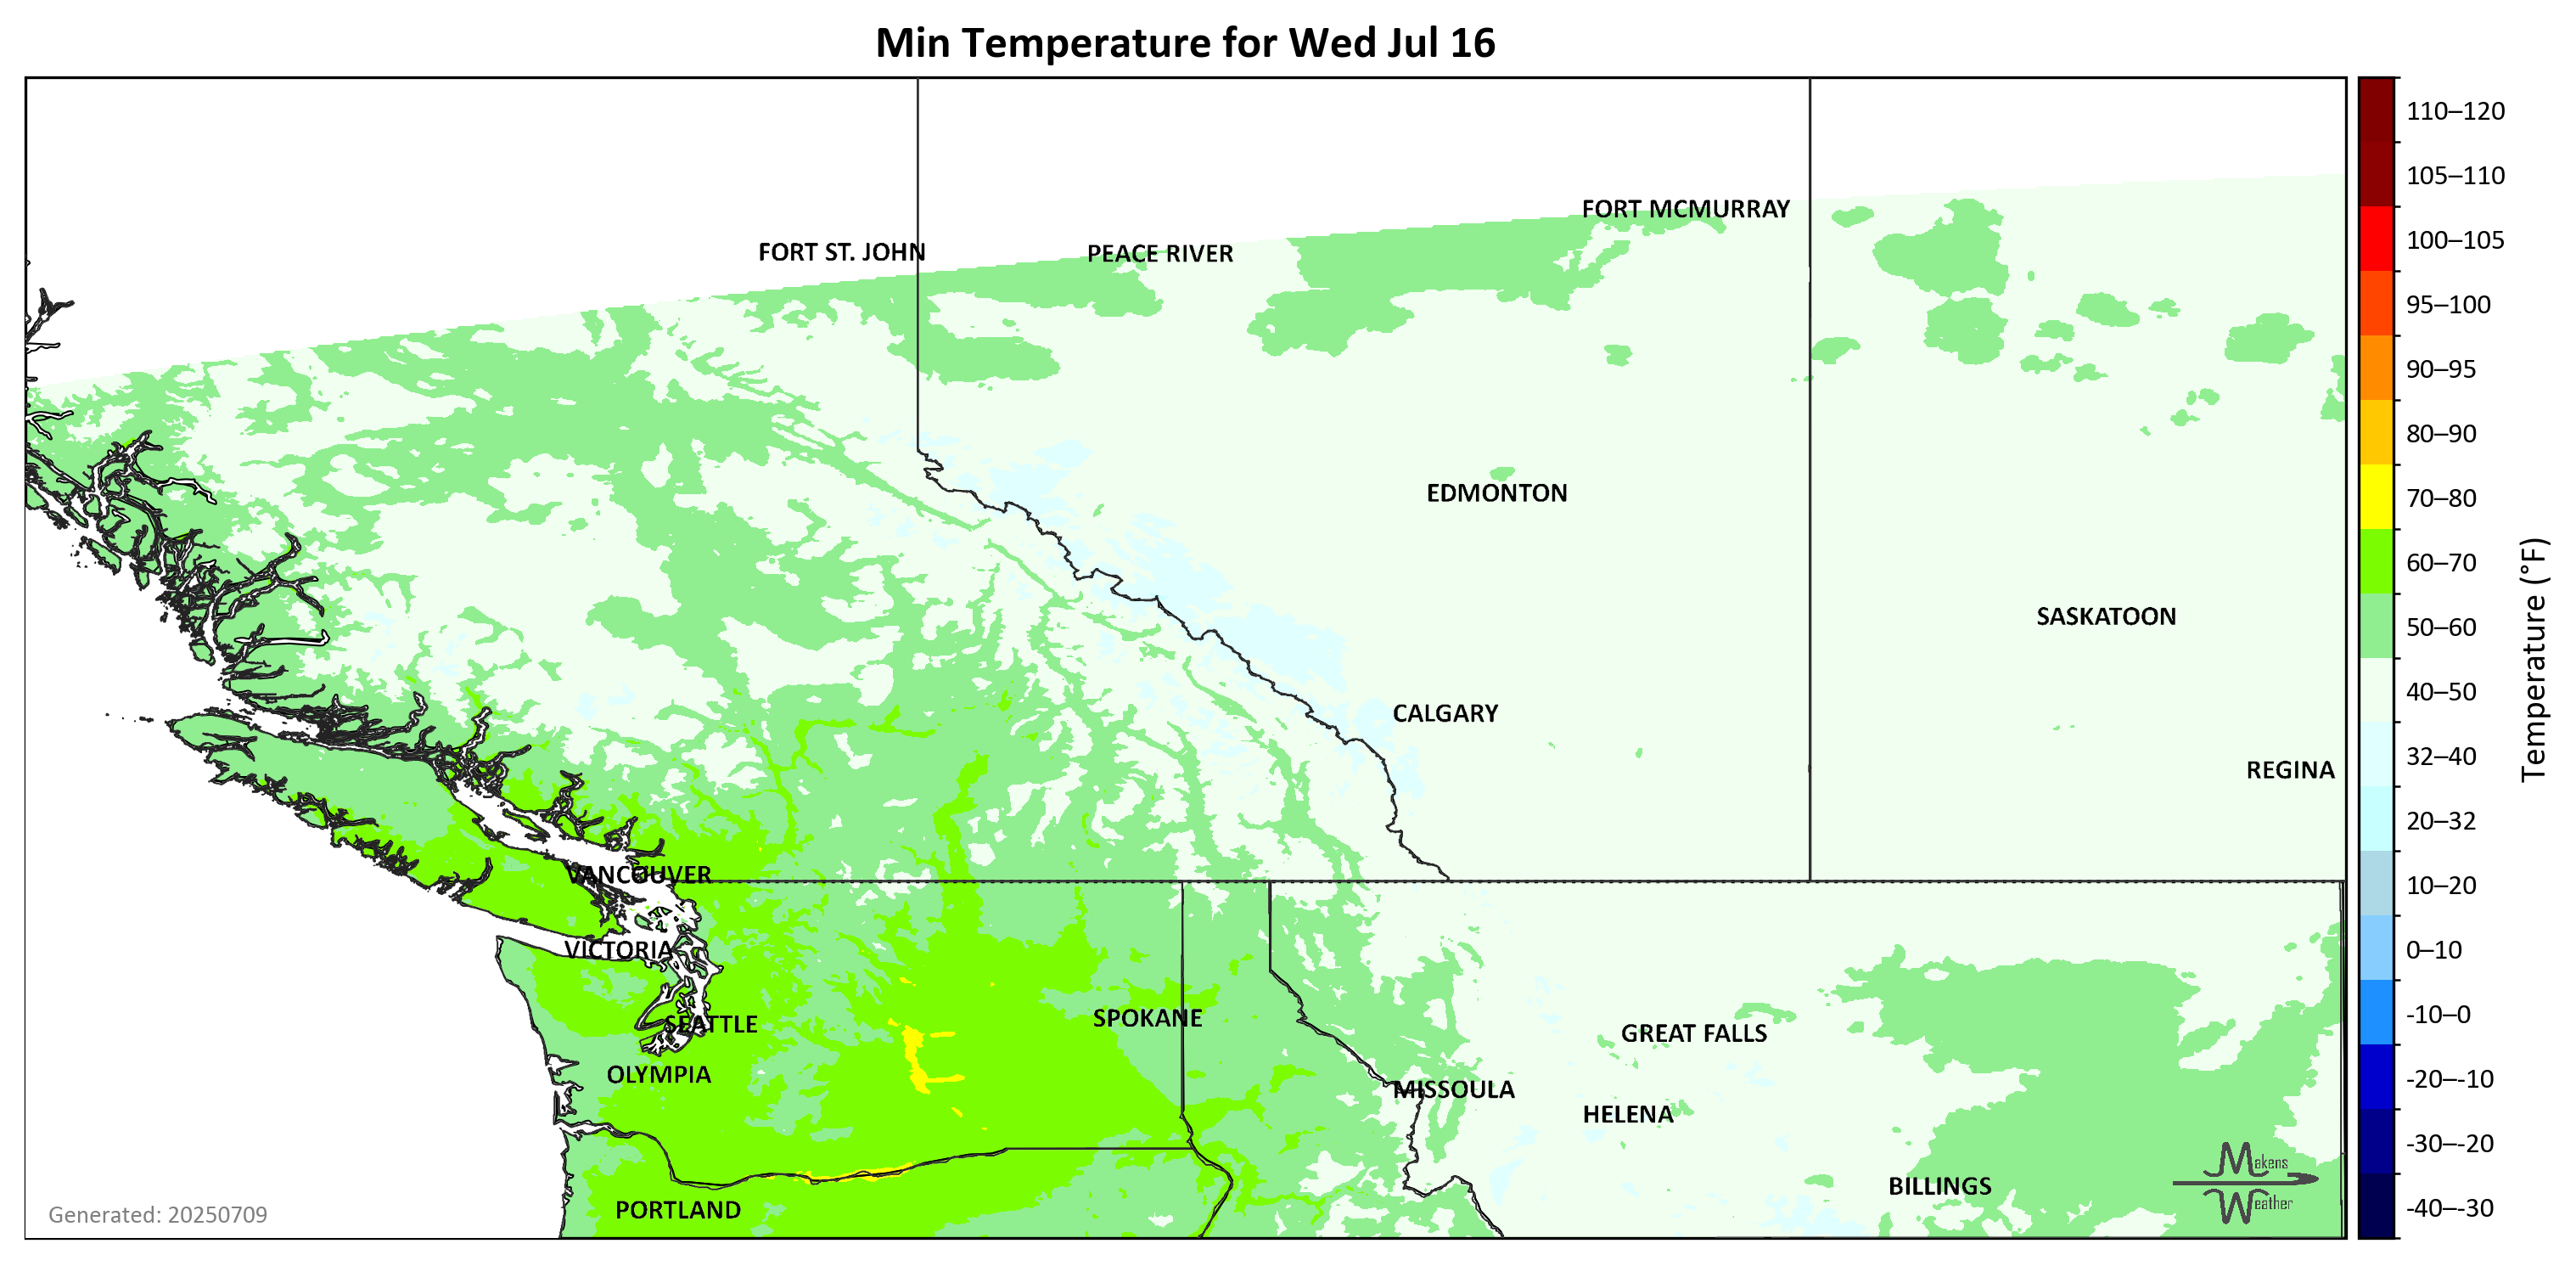 Min Temperature for Wed Jul 16
FORT MCMURRAY
FORT ST. JOHN
PEACE RIVER
EDMONTON
SASKATOON
CALGARY
REGINA
VANCOUVER
VICTORIA
SEATTLE
SPOKANE
GREAT FALLS
OLYMPIA
MISSOULA
HELENA
BILLINGS
PORTLAND
Makens
Weather
Generated: 20250709
110–120
105–110
100–105
95–100
90–95
80–90
70–80
60–70
50–60
40–50
32–40
20–32
10–20
0–10
-10–0
-20–-10
-30–-20
-40–-30
Temperature (°F)